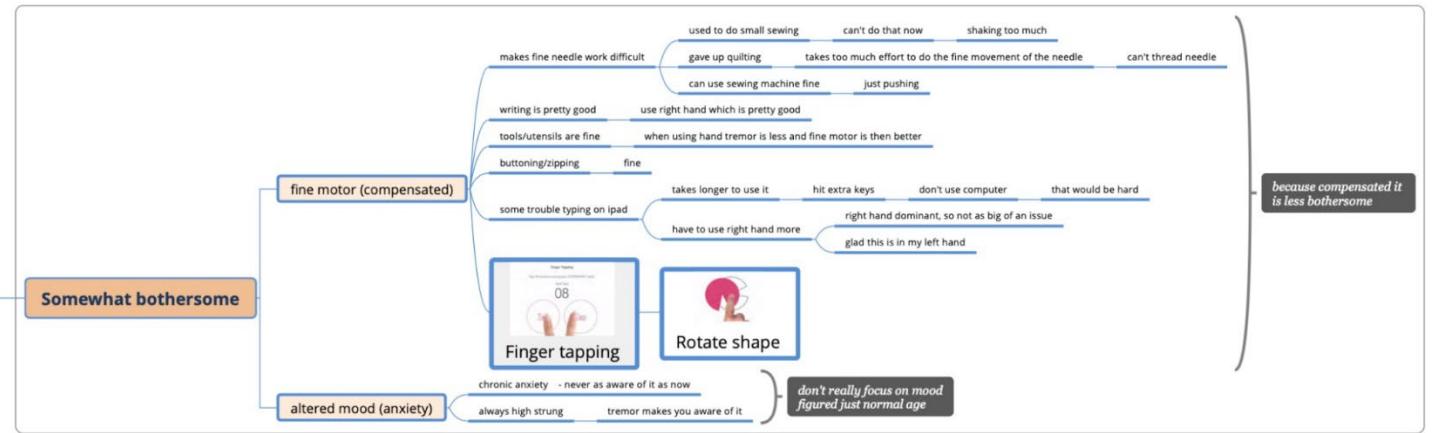 Somewhat bothersome
fine motor (compensated)
makes fine needle work difficult
used to do small sewing
can't do that now
shaking too much
gave up quilting
takes too much effort to do the fine movement of the needle
can't thread needle
can use sewing machine fine
just pushing
writing is pretty good
use right hand which is pretty good
tools/utensils are fine
when using hand tremor is less and fine motor is then better
buttoning/zipping
fine
some trouble typing on ipad
takes longer to use it
hit extra keys
don't use computer
that would be hard
have to use right hand more
right hand dominant, so not as big of an issue
glad this is in my left hand
Finger Tapping
08
Finger tapping
Rotate shape
because compensated it
is less bothersome
altered mood (anxiety)
chronic anxiety - never as aware of it as now
always high strung
tremor makes you aware of it
don't really focus on mood
figured just normal age